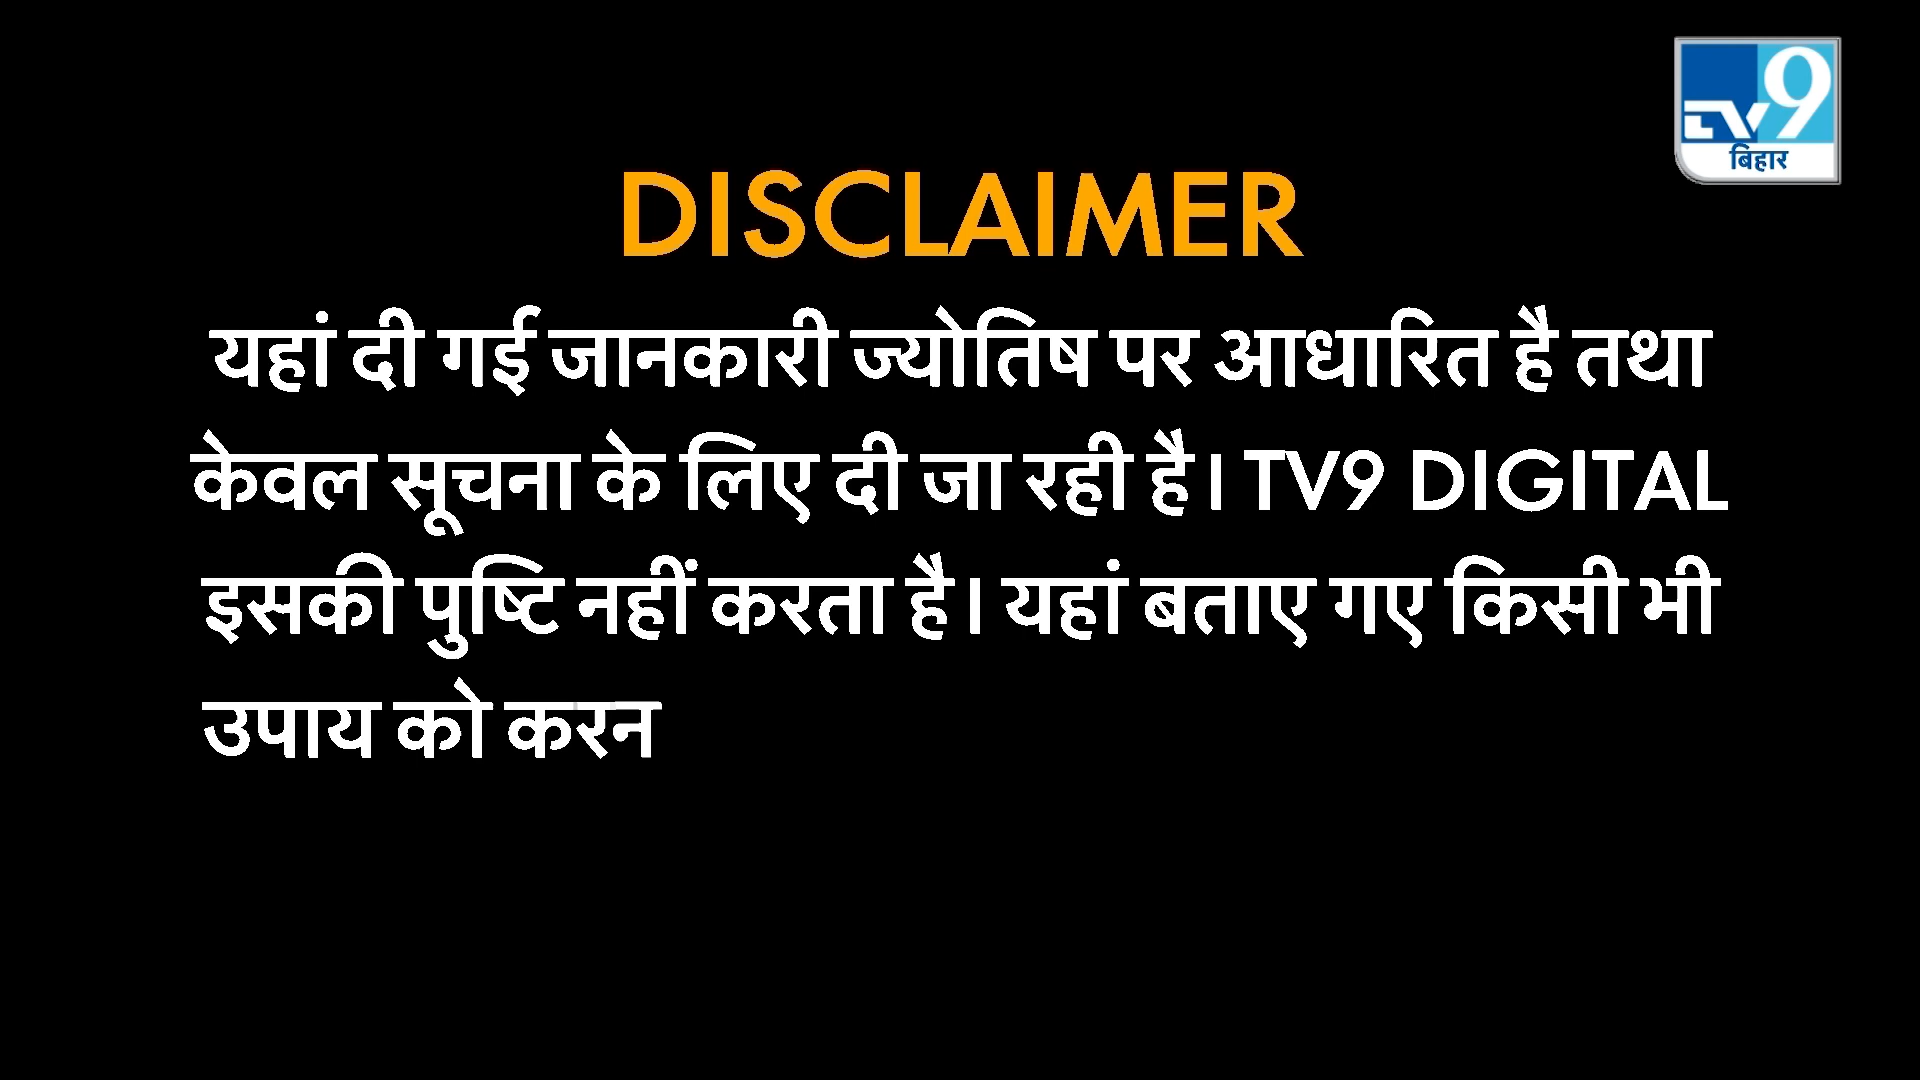 TV9
बिहार
DISCLAIMER
यहां दी गई जानकारी ज्योतिष पर आधारित है तथा
केवल सूचना के लिए दी जा रही है। TV9 DIGITAL
इसकी पुष्टि नहीं करता है। यहां बताए गए किसी भी
उपाय को करन